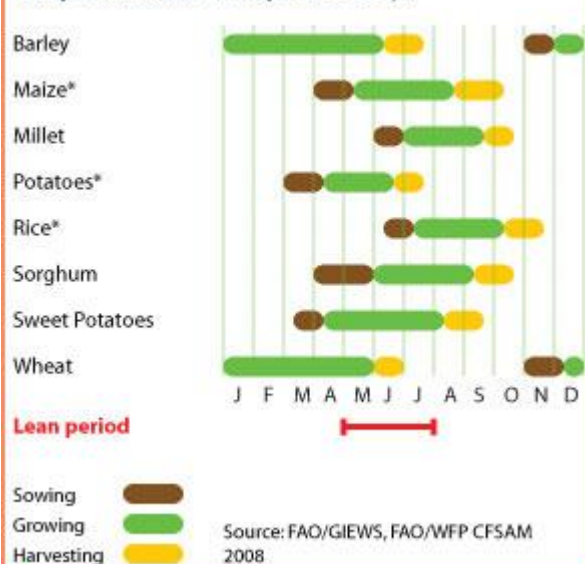 Barley
Maize*
Millet
Potatoes*
Rice*
Sorghum
Sweet Potatoes
Wheat
J F M A M J J A S O N D
Lean period
Sowing
Growing
Harvesting
Source: FAO/GIEWS, FAO/WFP CFSAM
2008